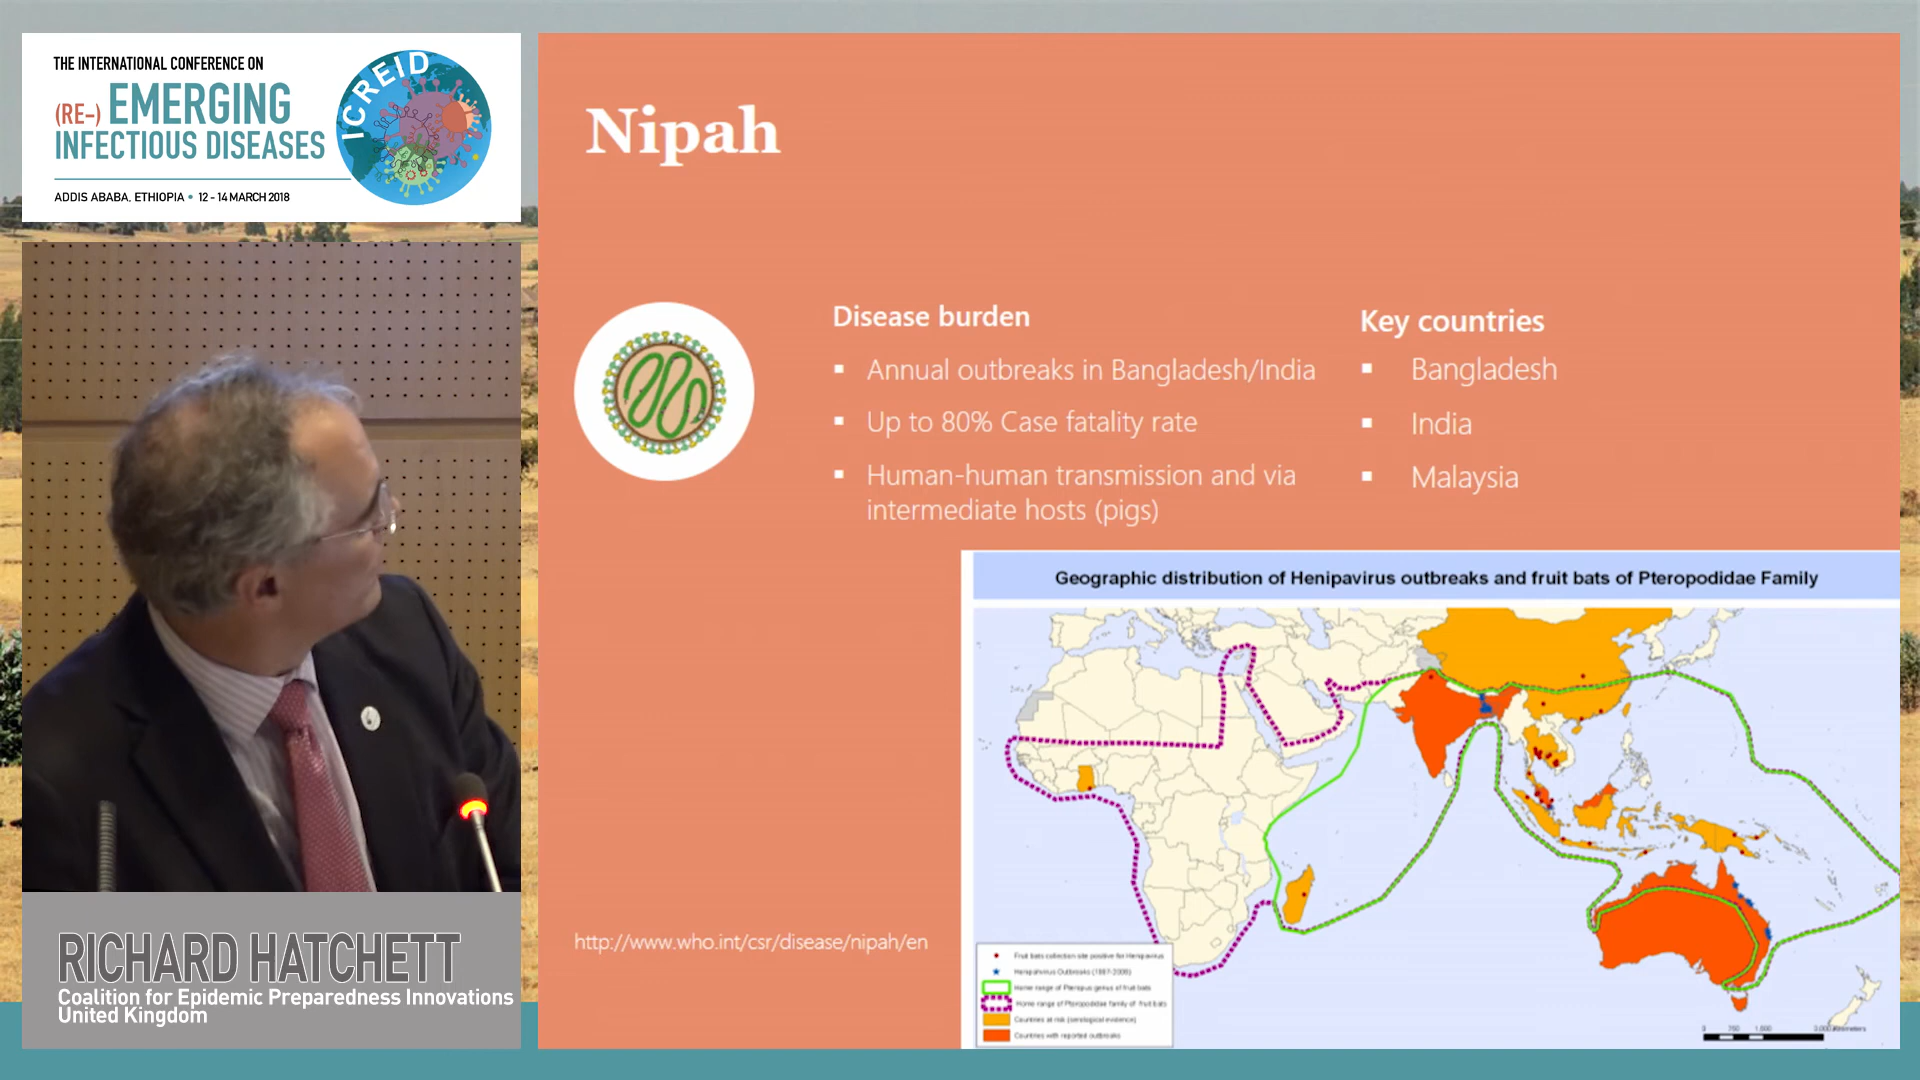 THE INTERNATIONAL CONFERENCE ON
(RE-) EMERGING
INFECTIOUS DISEASES
ADDIS ABABA, ETHIOPIA • 12 - 14 MARCH 2018
ICREID
RICHARD HATCHETT
Coalition for Epidemic Preparedness Innovations
United Kingdom
Nipah
Disease burden
▪ Annual outbreaks in Bangladesh/India
▪ Up to 80% Case fatality rate
▪ Human-human transmission and via
intermediate hosts (pigs)
Key countries
▪ Bangladesh
▪ India
▪ Malaysia
http://www.who.int/csr/disease/nipah/en
Geographic distribution of Henipavirus outbreaks and fruit bats of Pteropodidae Family
Fruit bats collection site positive for Henipavirus
Henipahvirus Outbreaks (1997-2008)
Home range of Pteropus genus of fruit bats
Home range of Pteropodidae family of fruit bats
Countries at risk (serological evidence)
Countries with reported outbreaks